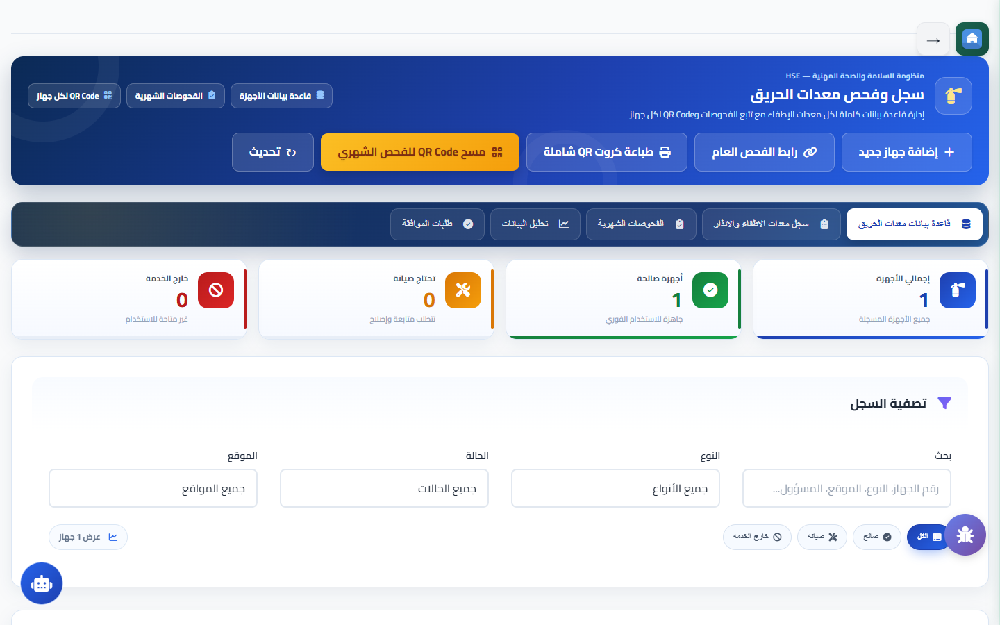 منظومة السلامة والصحة المهنية — HSE
سجل وفحص معدات الحريق
إدارة قاعدة بيانات كاملة لكل معدات الإطفاء مع تتبع الفحوصات وQR Code لكل جهاز
قاعدة بيانات الأجهزة
الفحوصات الشهرية
QR Code لكل جهاز
إضافة جهاز جديد
رابط الفحص العام
طباعة كروت QR شاملة
مسح QR Code للفحص الشهري
تحديث
قاعدة بيانات معدات الحريق
سجل معدات الاطفاء والانذار
الفحوصات الشهرية
تحليل البيانات
طلبات الموافقة
إجمالي الأجهزة
1
جميع الأجهزة المسجلة
أجهزة صالحة
1
جاهزة للاستخدام الفوري
تحتاج صيانة
0
تتطلب متابعة وإصلاح
خارج الخدمة
0
غير متاحة للاستخدام
تصفية السجل
بحث
النوع
الحالة
الموقع
رقم الجهاز، النوع، الموقع، المسؤول...
جميع الأنواع
جميع الحالات
جميع المواقع
الكل
صالح
صيانة
خارج الخدمة
عرض 1 جهاز